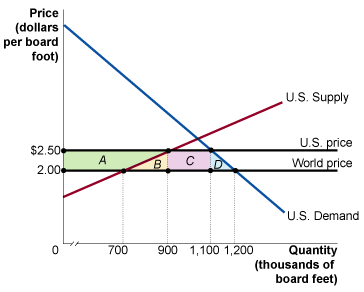 Price
(dollars
per board
foot)
U.S. Supply
U.S. price
$2.50
A
B
C
D
World price
2.00
U.S. Demand
0
700
900
1,100
1,200
Quantity
(thousands of
board feet)